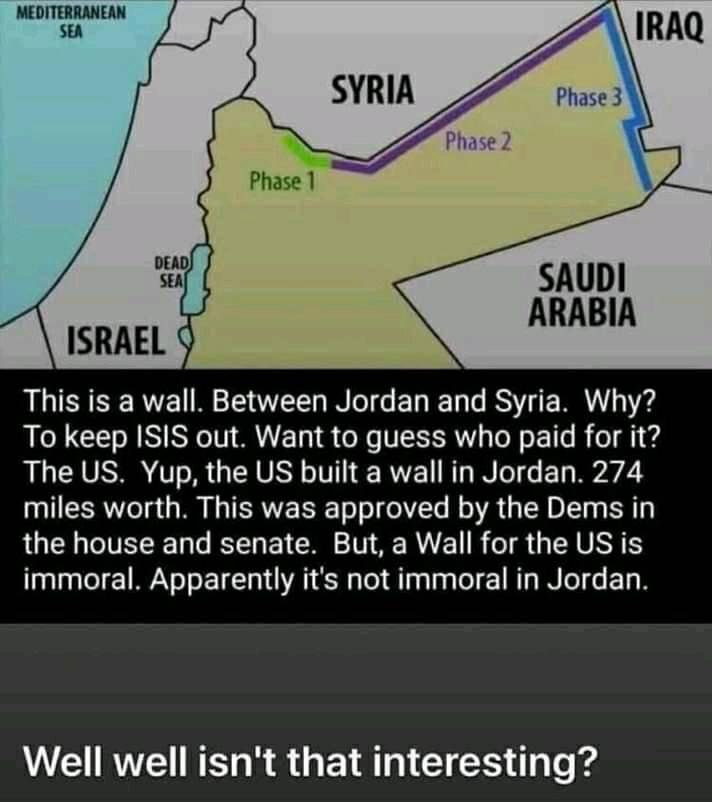 MEDITERRANEAN
SEA
IRAQ
SYRIA
Phase 3
Phase 2
Phase 1
DEAD
SEA
SAUDI
ARABIA
ISRAEL
This is a wall. Between Jordan and Syria.  Why?
To keep ISIS out. Want to guess who paid for it?
The US.  Yup, the US built a wall in Jordan. 274
miles worth. This was approved by the Dems in
the house and senate.  But, a Wall for the US is
immoral. Apparently it's not immoral in Jordan.
Well well isn't that interesting?